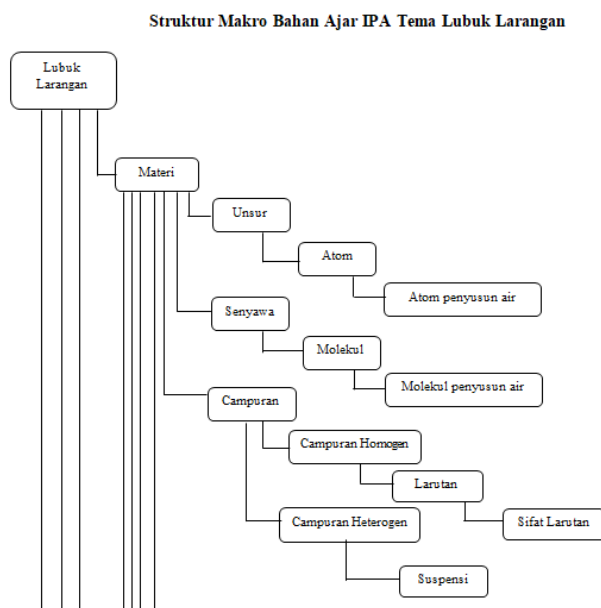 Struktur Makro Bahan Ajar IPA Tema Lubuk Larangan
Lubuk
Larangan
Materi
Unsur
Atom
Atom penyusun air
Senyawa
Molekul
Molekul penyusun air
Campuran
Campuran Homogen
Larutan
Sifat Larutan
Campuran Heterogen
Suspensi